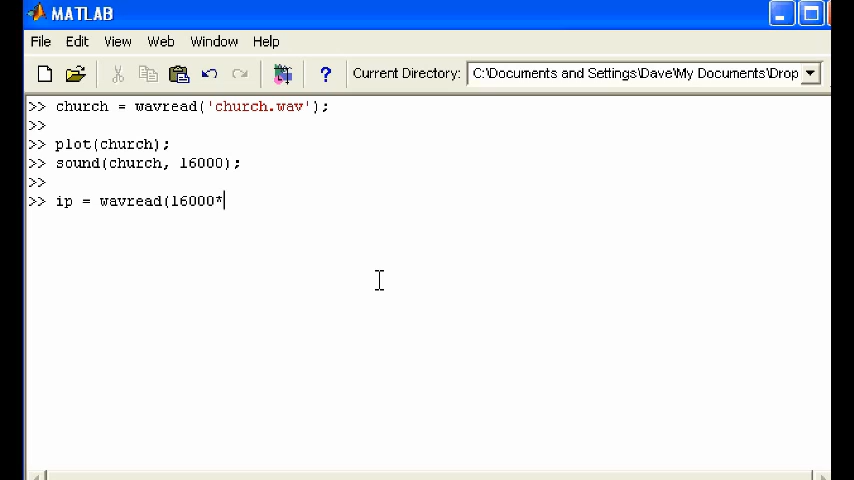 MATLAB
File Edit View Web Window Help
? Current Directory: C:\Documents and Settings\Dave\My Documents\Drop
>> church = wavread('church.wav');
>>
>> plot(church);
>> sound(church, 16000);
>>
>> ip = wavread(16000*